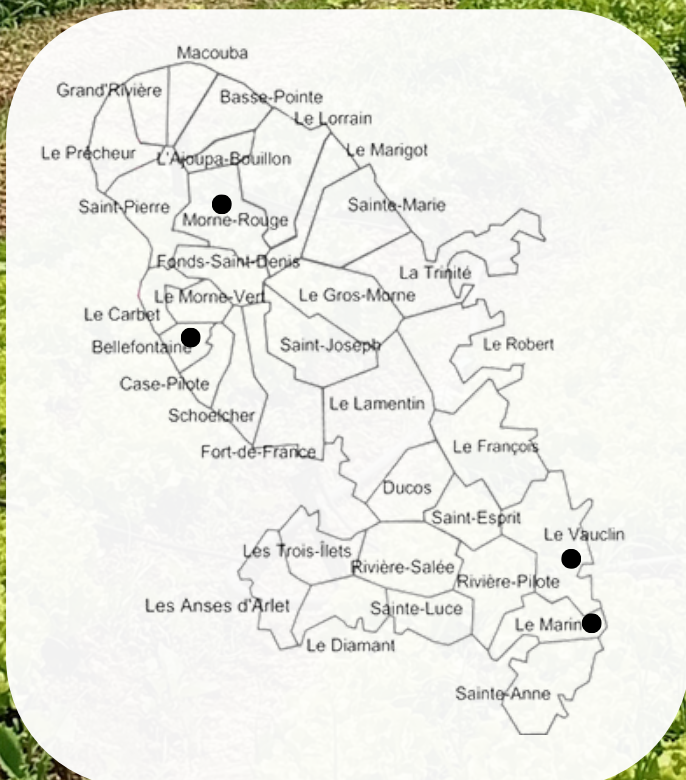 Macouba
Grand'Rivière
Basse-Pointe
Le Lorrain
Le Prêcheur
L'Ajoupa-Bouillon
Le Marigot
Saint-Pierre
Morne-Rouge
Sainte-Marie
Fonds-Saint-Denis
La Trinité
Le Morne-Vert
Le Gros-Morne
Le Carbet
Bellefontaine
Saint-Joseph
Le Robert
Case-Pilote
Schoelcher
Le Lamentin
Fort-de-France
Le François
Ducos
Saint-Esprit
Le Vauclin
Les Trois-Îlets
Rivière-Salée
Rivière-Pilote
Les Anses d'Arlet
Sainte-Luce
Le Marin
Le Diamant
Sainte-Anne